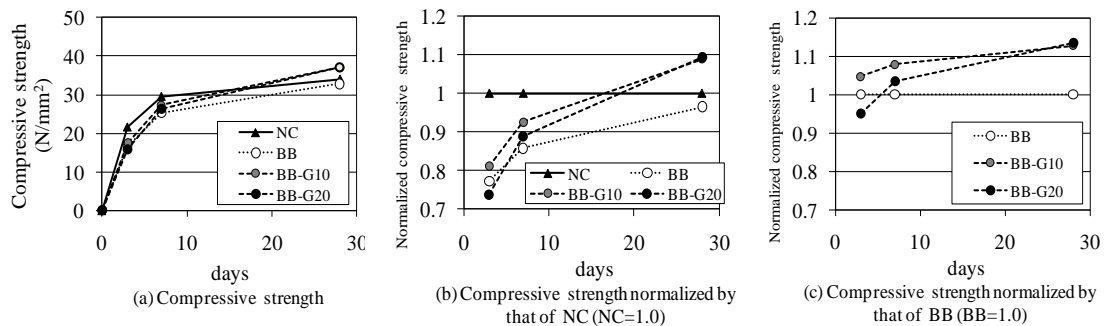 Compressive strength
(N/mm²)
50
40
30
20
10
0
0
10
20
30
days
NC
BB
BB-G10
BB-G20
(a) Compressive strength
Normalized compressive strength
1.2
1.1
1
0.9
0.8
0.7
0
10
20
30
days
NC
BB
BB-G10
BB-G20
(b) Compressive strength normalized by
that of NC (NC=1.0)
Normalized compressive strength
1.2
1.1
1
0.9
0.8
0.7
0
10
20
30
days
BB
BB-G10
BB-G20
(c) Compressive strength normalized by
that of BB (BB=1.0)